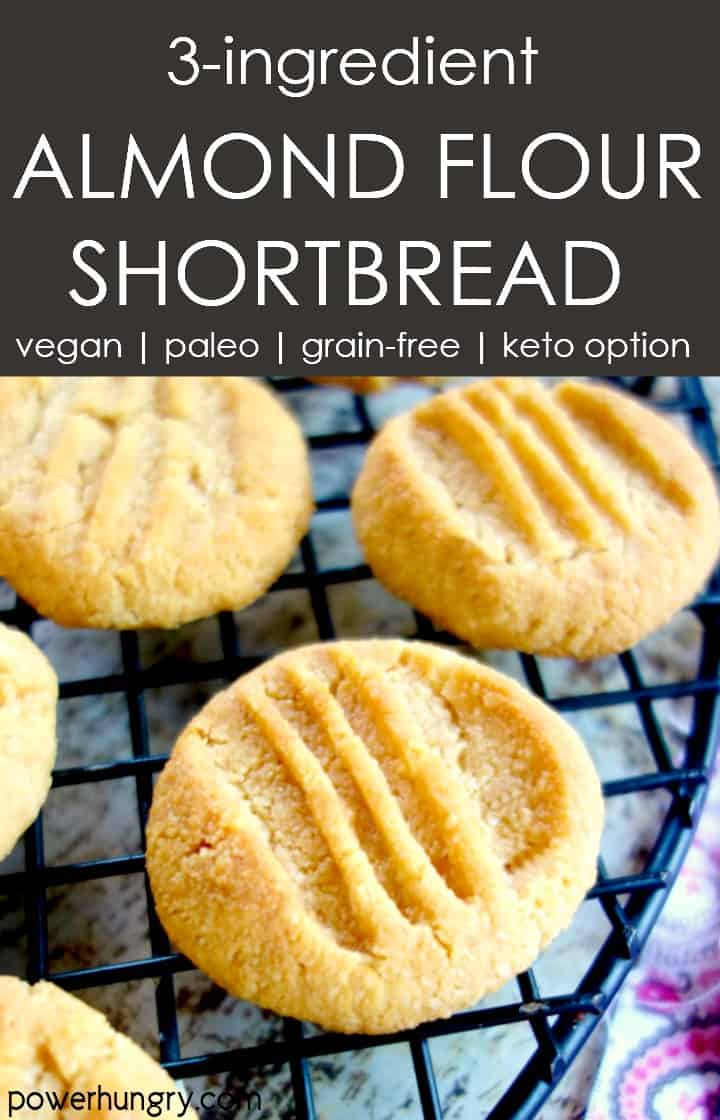 3-ingredient
ALMOND FLOUR
SHORTBREAD
vegan | paleo | grain-free | keto option
powerhungry.com